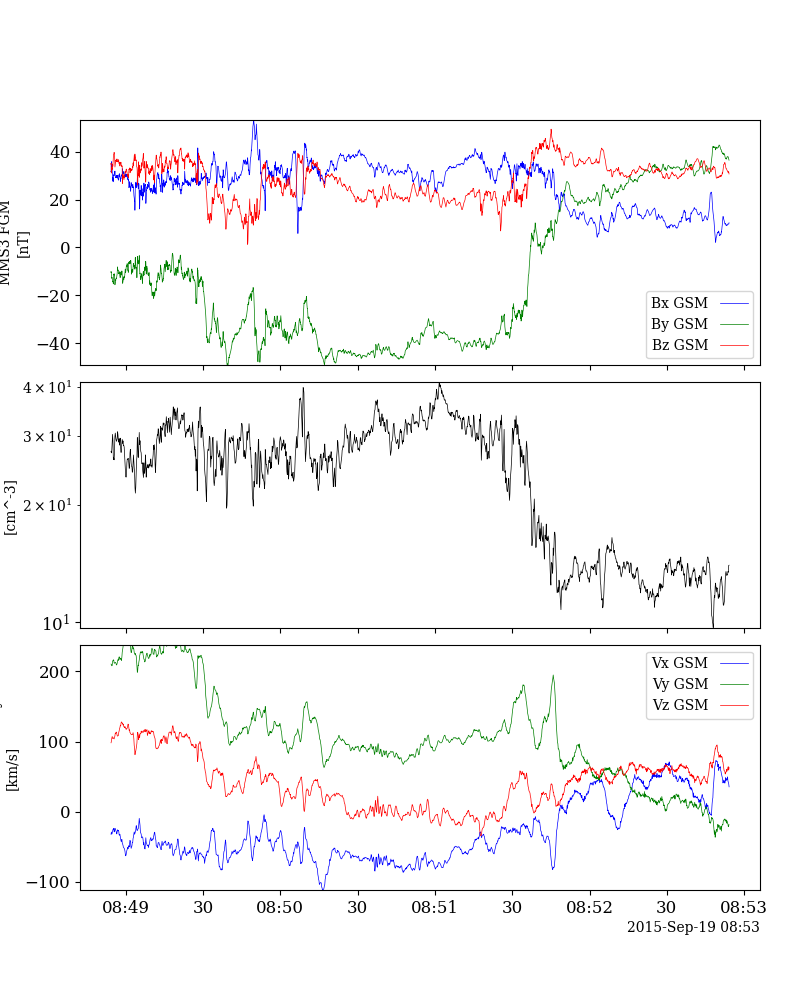 MMS3 FGM
[nT]
40
20
0
−20
−40
Bx GSM
By GSM
Bz GSM
[cm^-3]
4 × 10¹
3 × 10¹
2 × 10¹
10¹
[km/s]
200
100
0
−100
Vx GSM
Vy GSM
Vz GSM
08:49 30 08:50 30 08:51 30 08:52 30 08:53
2015-Sep-19 08:53